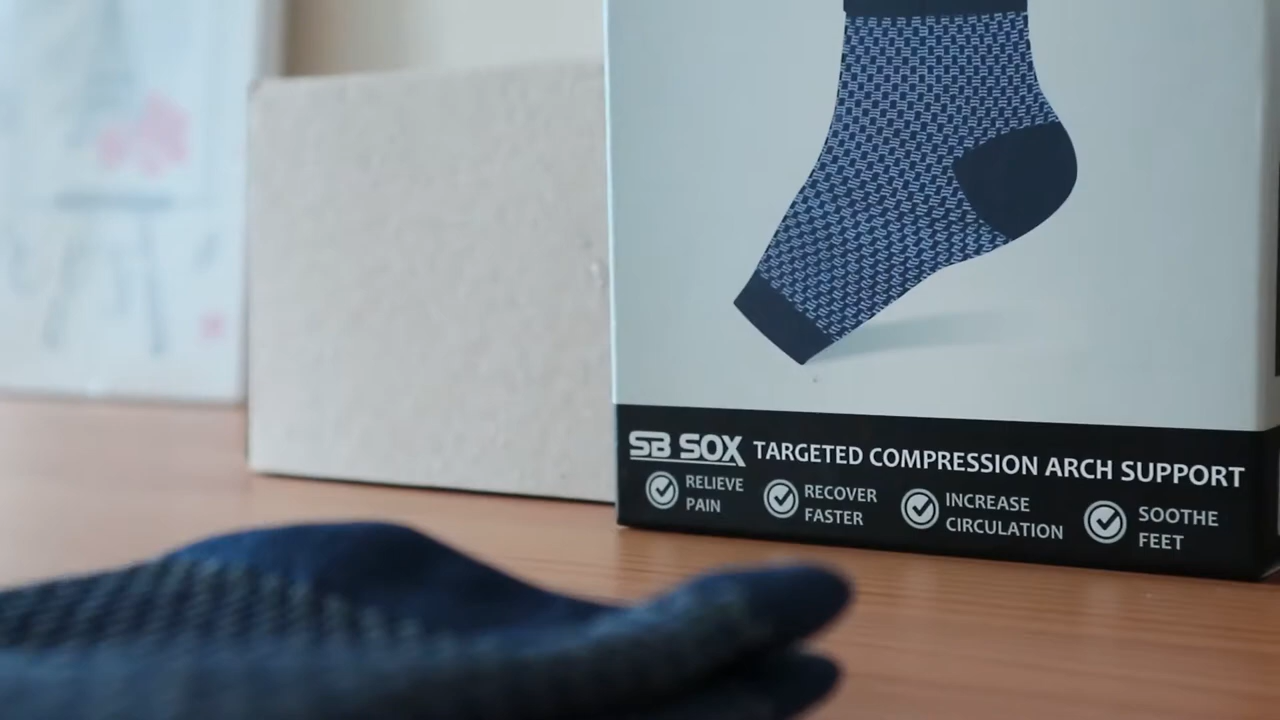 SB SOX TARGETED COMPRESSION ARCH SUPPORT
RELIEVE PAIN
RECOVER FASTER
INCREASE CIRCULATION
SOOTHE FEET